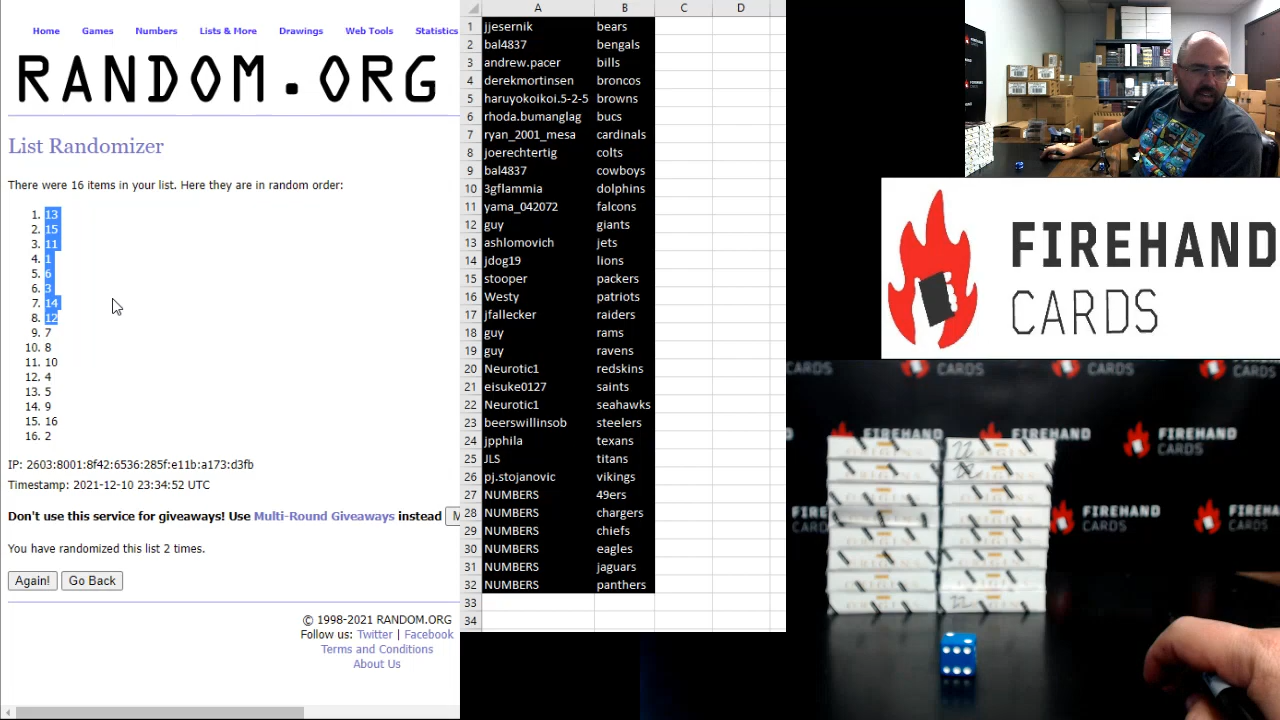 Home Games Numbers Lists & More Drawings Web Tools Statistics
RANDOM.ORG
List Randomizer
There were 16 items in your list. Here they are in random order:
1. 13
2. 15
3. 11
4. 1
5. 6
6. 3
7. 14
8. 12
9. 7
10. 8
11. 10
12. 4
13. 5
14. 9
15. 16
16. 2
IP: 2603:8001:8f42:6536:285f:e11b:a173:d3fb
Timestamp: 2021-12-10 23:34:52 UTC
Don't use this service for giveaways! Use Multi-Round Giveaways instead
You have randomized this list 2 times.
Again! Go Back
© 1998-2021 RANDOM.ORG
Follow us: Twitter | Facebook
Terms and Conditions
About Us
A B C D
1 jjesernik bears
2 bal4837 bengals
3 andrew.pacer bills
4 derekmortinsen broncos
5 haruyokoikoi.5-2-5 browns
6 rhoda.bumanglag bucs
7 ryan_2001_mesa cardinals
8 joerechtertig colts
9 bal4837 cowboys
10 3gflammia dolphins
11 yama_042072 falcons
12 guy giants
13 ashlomovich jets
14 jdog19 lions
15 stooper packers
16 Westy patriots
17 jfallecker raiders
18 guy rams
19 guy ravens
20 Neurotic1 redskins
21 eisuke0127 saints
22 Neurotic1 seahawks
23 beerswillinsob steelers
24 jpphila texans
25 JLS titans
26 pj.stojanovic vikings
27 NUMBERS 49ers
28 NUMBERS chargers
29 NUMBERS chiefs
30 NUMBERS eagles
31 NUMBERS jaguars
32 NUMBERS panthers
33
34
FIREHAND
CARDS
FIREHAND
CARDS
22
22